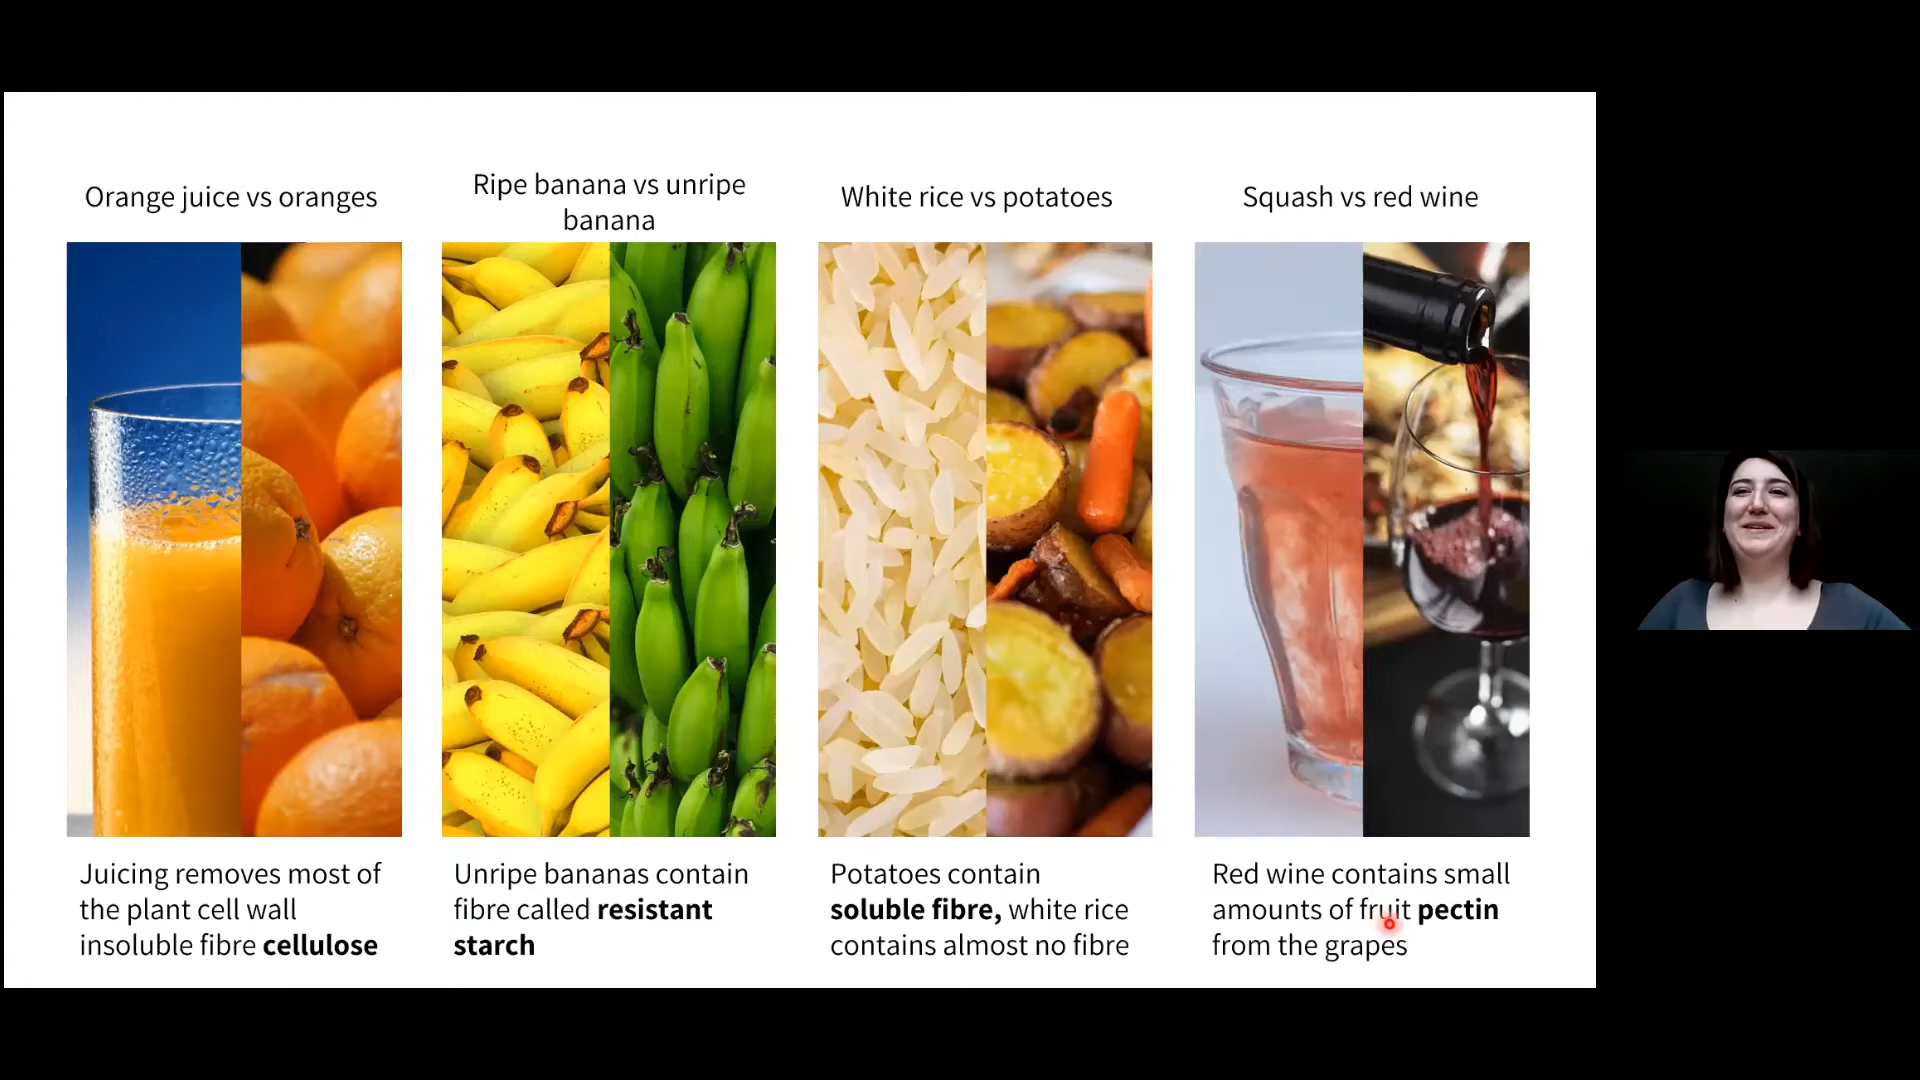 Orange juice vs oranges
Ripe banana vs unripe
banana
White rice vs potatoes
Squash vs red wine
Juicing removes most of
the plant cell wall
insoluble fibre cellulose
Unripe bananas contain
fibre called resistant
starch
Potatoes contain
soluble fibre, white rice
contains almost no fibre
Red wine contains small
amounts of fruit pectin
from the grapes